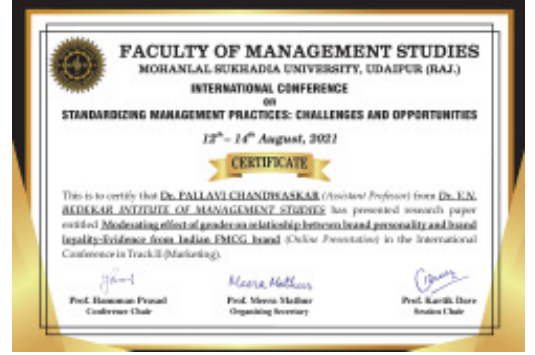 FACULTY OF MANAGEMENT STUDIES
MOHANLAL SUKHADIA UNIVERSITY, UDAIPUR (RAJ.)
INTERNATIONAL CONFERENCE
on
STANDARDIZING MANAGEMENT PRACTICES: CHALLENGES AND OPPORTUNITIES
12th – 14th August, 2021
CERTIFICATE
This is to certify that Dr. PALLAVI CHANDWASKAR (Assistant Professor) from Dr. V.N.
BEDEKAR INTITUTE OF MANAGEMENT STUDIES has presented research paper
entitled Moderating effect of gender on relatioship between brand personality and brand
loyality-Evidence from Indian FMCG brand (Online Presentation) in the International
Conference in Track II (Marketing).
Meera Mathur
Prof. Hanuman Prasad
Conference Chair
Prof. Meera Mathur
Organising Secretary
Prof. Kartik Dave
Session Chair